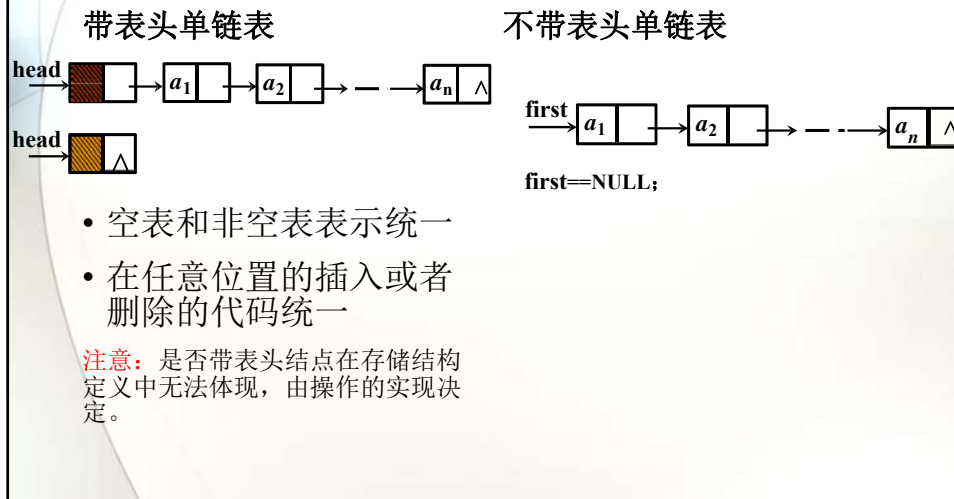 带表头单链表
head a1 a2 an ∧
head ∧
• 空表和非空表表示统一
• 在任意位置的插入或者
删除的代码统一
注意：是否带表头结点在存储结构
定义中无法体现，由操作的实现决
定。
不带表头单链表
first a1 a2 an ∧
first==NULL;